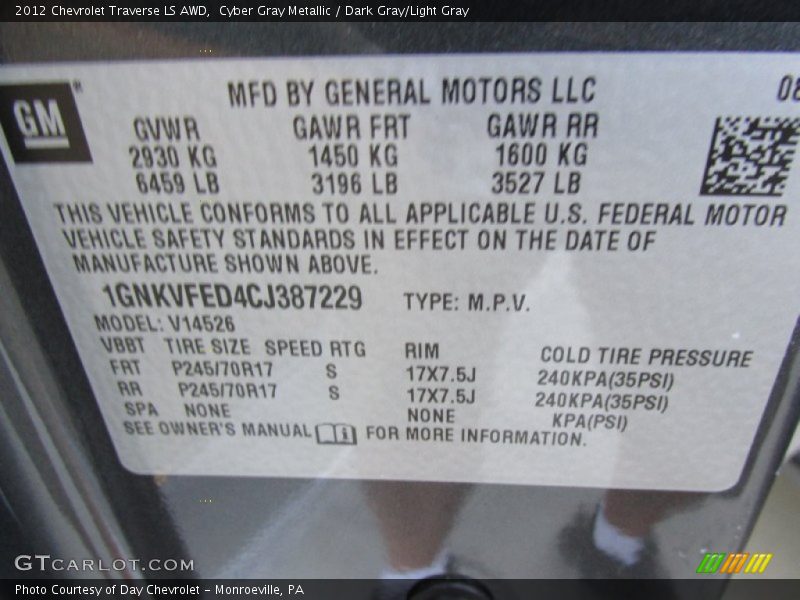 2012 Chevrolet Traverse LS AWD,  Cyber Gray Metallic / Dark Gray/Light Gray
GM
MFD BY GENERAL MOTORS LLC
GVWR GAWR FRT GAWR RR
2930 KG 1450 KG 1600 KG
6459 LB 3196 LB 3527 LB
THIS VEHICLE CONFORMS TO ALL APPLICABLE U.S. FEDERAL MOTOR
VEHICLE SAFETY STANDARDS IN EFFECT ON THE DATE OF
MANUFACTURE SHOWN ABOVE.
1GNKVFED4CJ387229 TYPE: M.P.V.
MODEL: V14526
VBBT TIRE SIZE SPEED RTG RIM COLD TIRE PRESSURE
FRT P245/70R17 S 17X7.5J 240KPA(35PSI)
RR P245/70R17 S 17X7.5J 240KPA(35PSI)
SPA NONE NONE KPA(PSI)
SEE OWNER'S MANUAL FOR MORE INFORMATION.
GTCARLOT.COM
Photo Courtesy of Day Chevrolet - Monroeville, PA